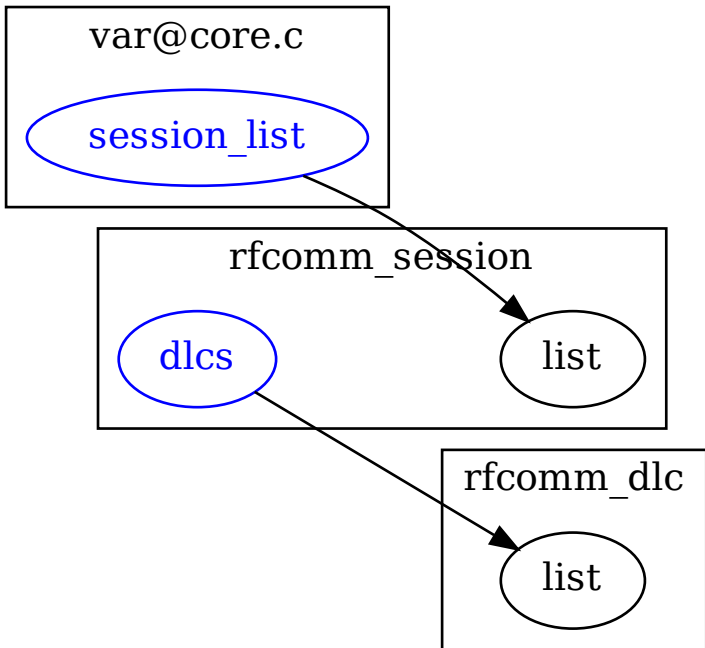 var@core.c
session_list
rfcomm_session
dlcs
list
rfcomm_dlc
list